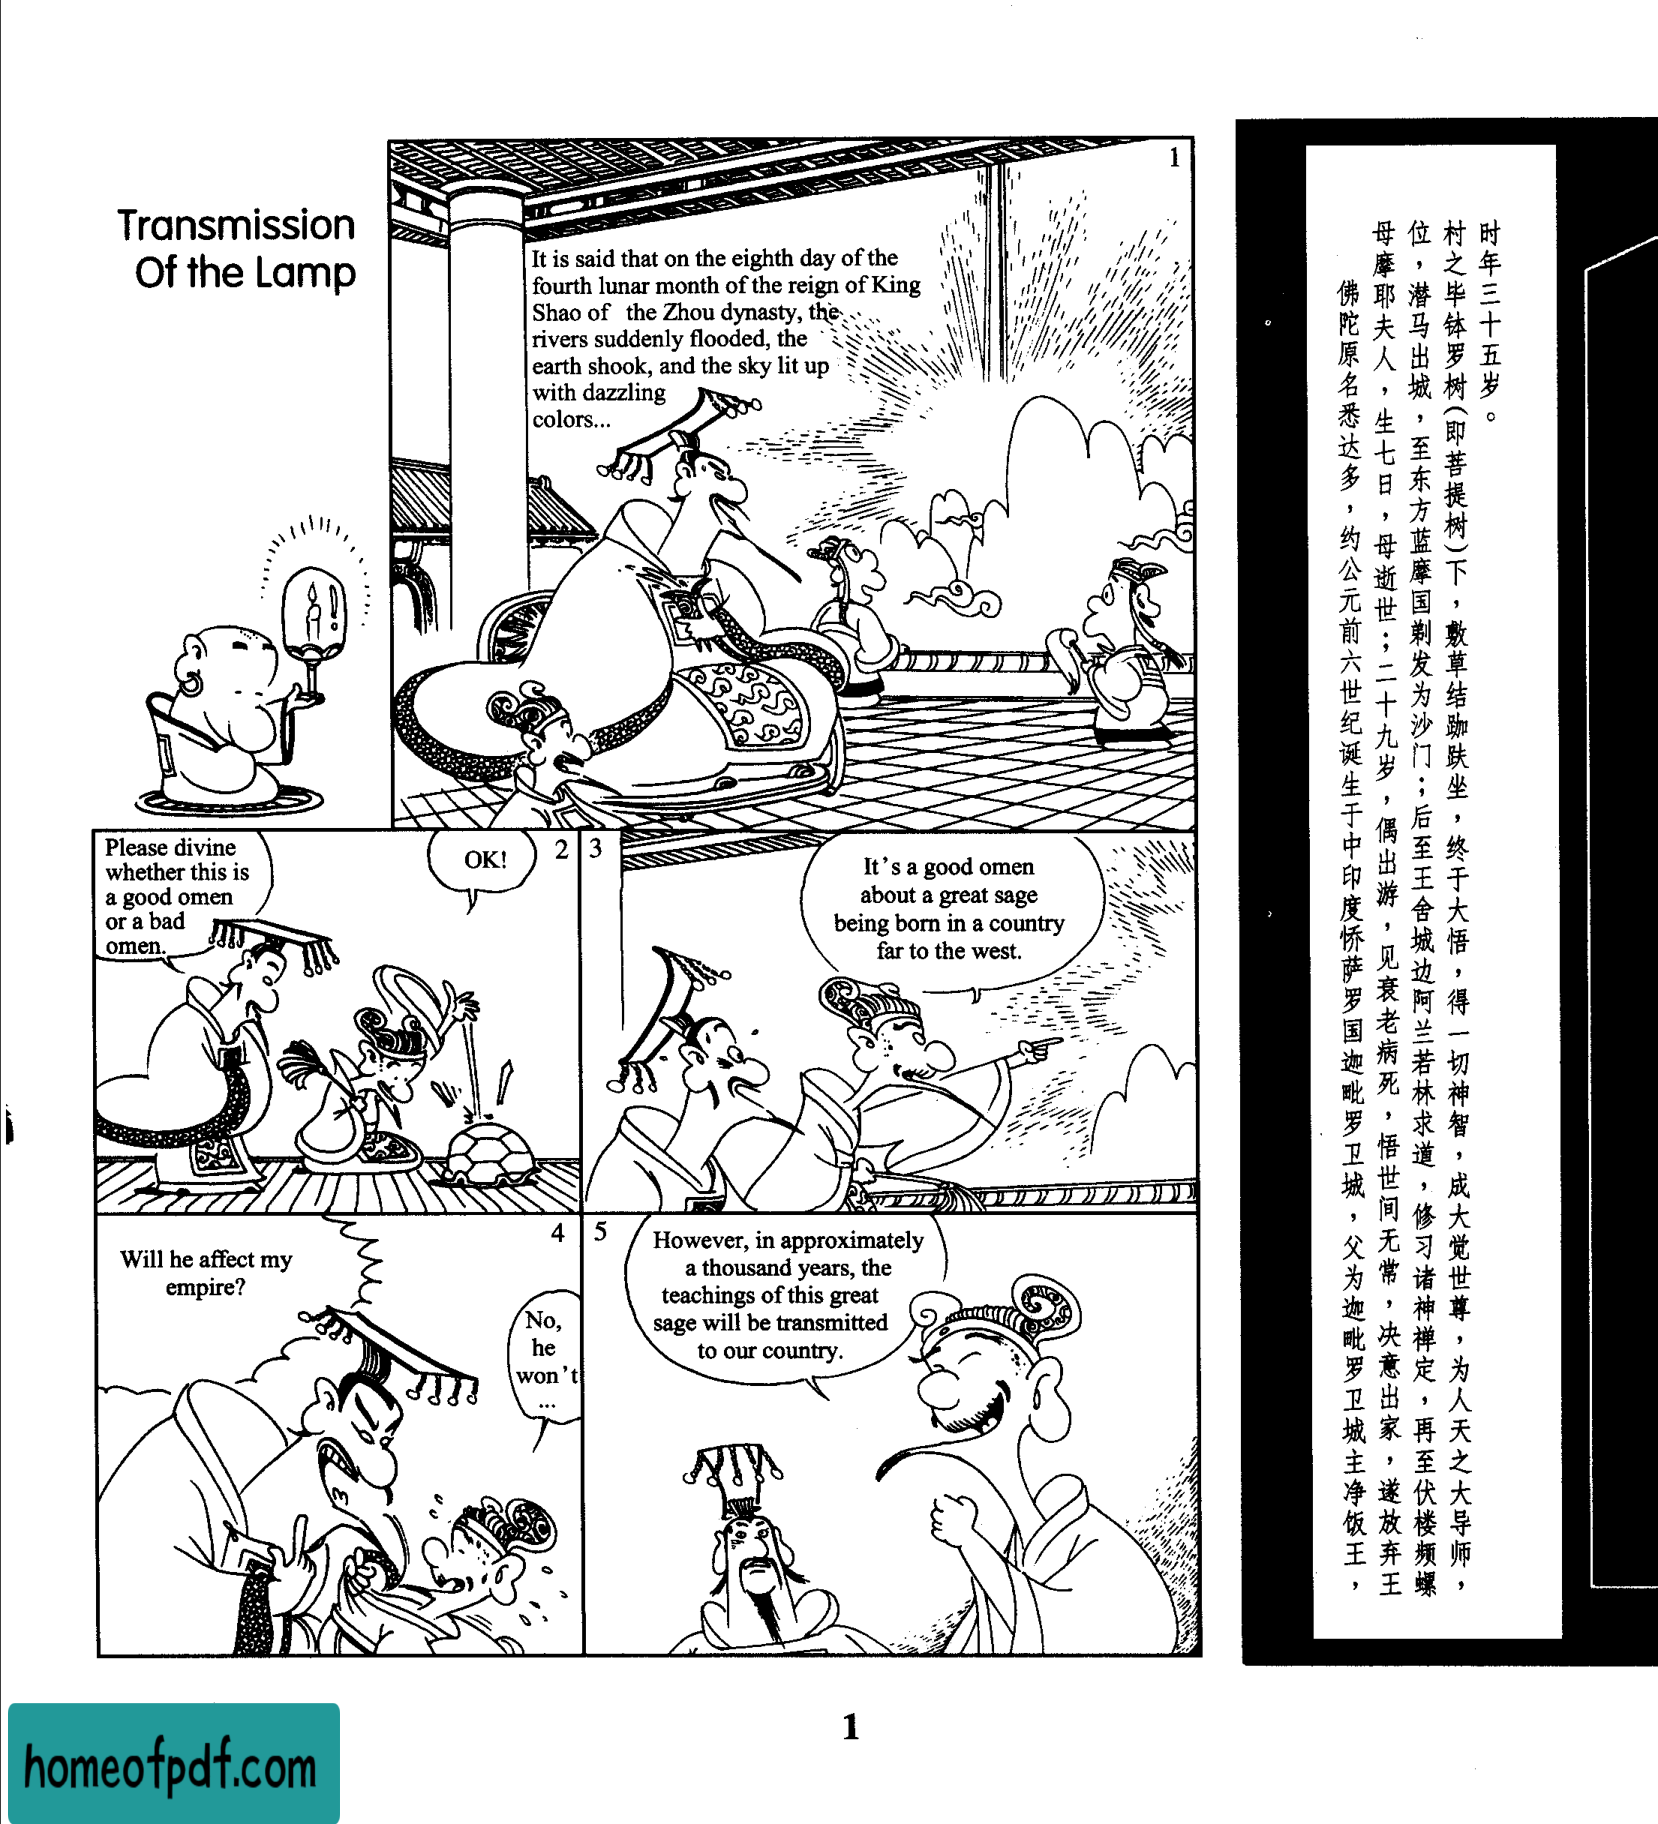 Transmission
Of the Lamp
1
It is said that on the eighth day of the
fourth lunar month of the reign of King
Shao of the Zhou dynasty, the
rivers suddenly flooded, the
earth shook, and the sky lit up
with dazzling
colors...
Please divine
whether this is
a good omen
or a bad
omen.
OK!
2
3
It's a good omen
about a great sage
being born in a country
far to the west.
4
Will he affect my
empire?
No,
he
won't
...
5
However, in approximately
a thousand years, the
teachings of this great
sage will be transmitted
to our country.
佛陀原名悉达多，约公元前六世纪诞生于中印度㤭萨罗国迦毗罗卫城，父为迦毗罗卫城主净饭王，
母摩耶夫人，生七日，母逝世；二十九岁，偶出游，见衰老病死，悟世间无常，决意出家，遂放弃王
位，潜马出城，至东方蓝摩国剃发为沙门；后至王舍城边阿兰若林求道，修习诸神禅定，再至伏楼频螺
村之毕钵罗树(即菩提树)下，敷草结跏趺坐，终于大悟，得一切神智，成大觉世尊，为人天之大导师，
时年三十五岁。
1
homeofpdf.com